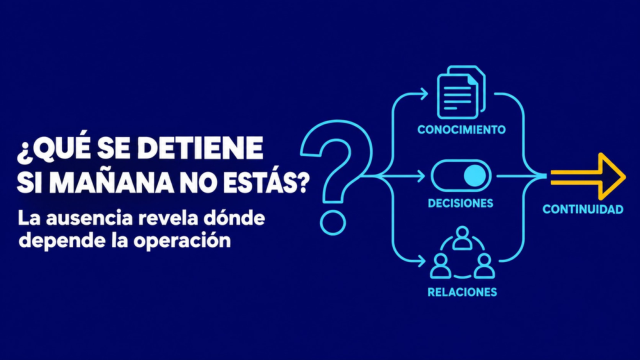 ¿QUÉ SE DETIENE
SI MAÑANA NO ESTÁS?
La ausencia revela dónde
depende la operación
?
CONOCIMIENTO
DECISIONES
RELACIONES
CONTINUIDAD